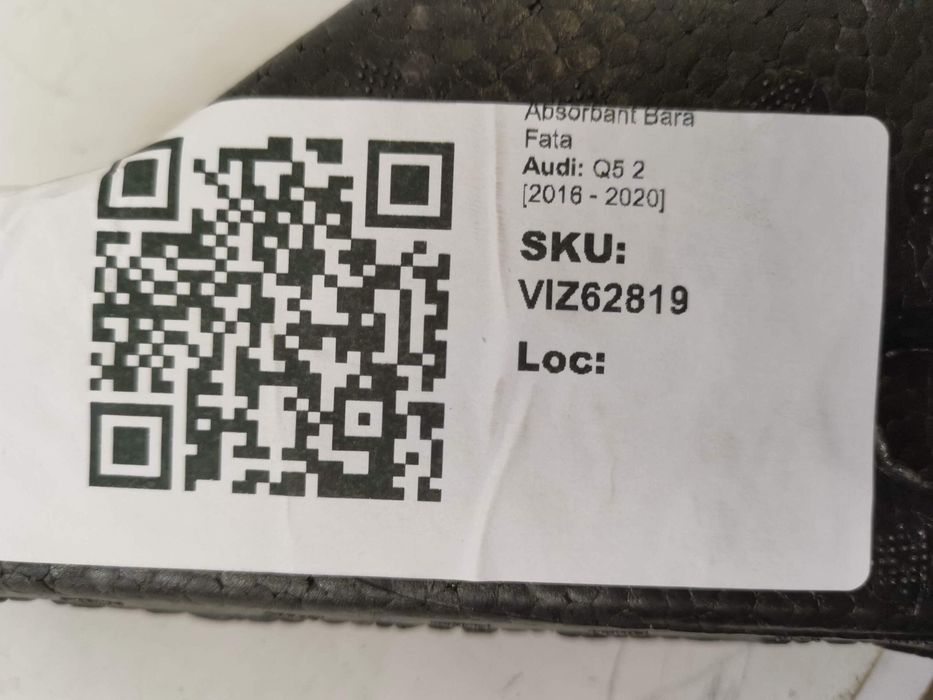 Absorbant Bara
Fata
Audi: Q5 2
[2016 - 2020]
SKU:
VIZ62819
Loc: